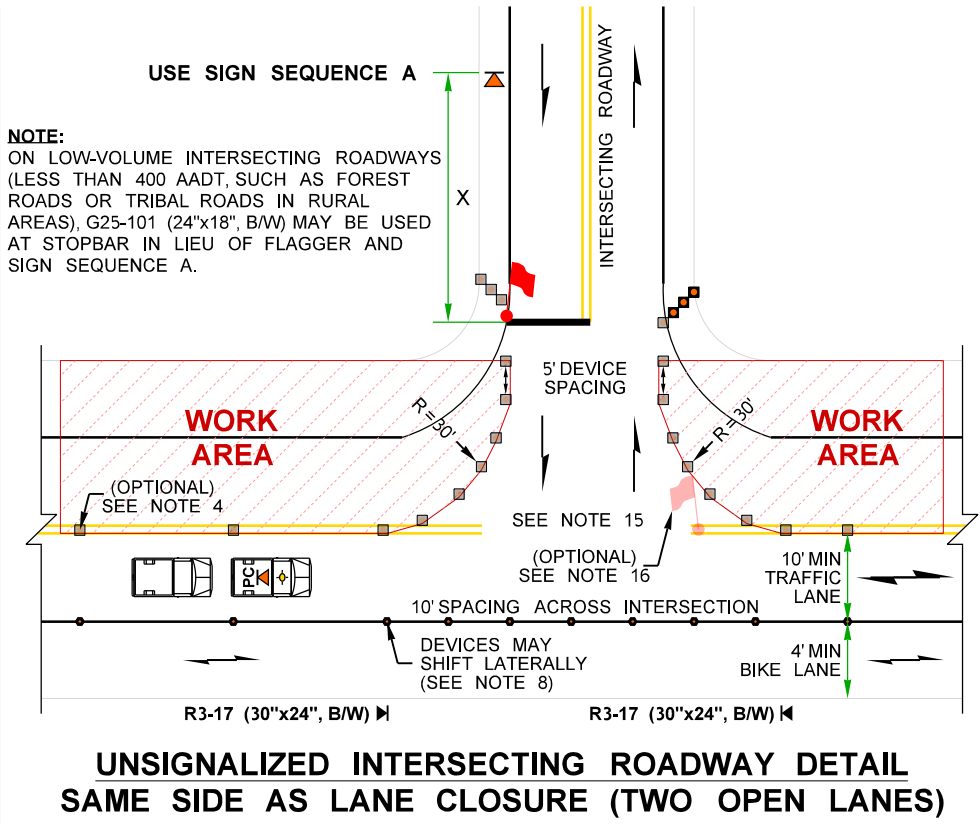 USE SIGN SEQUENCE A
NOTE:
ON LOW-VOLUME INTERSECTING ROADWAYS
(LESS THAN 400 AADT, SUCH AS FOREST
ROADS OR TRIBAL ROADS IN RURAL
AREAS), G25-101 (24"x18", B/W) MAY BE USED
AT STOPBAR IN LIEU OF FLAGGER AND
SIGN SEQUENCE A.
X
INTERSECTING ROADWAY
5' DEVICE
SPACING
WORK
AREA
R = 30'
R = 30'
WORK
AREA
(OPTIONAL)
SEE NOTE 4
SEE NOTE 15
(OPTIONAL)
SEE NOTE 16
10' MIN
TRAFFIC
LANE
PC
10' SPACING ACROSS INTERSECTION
DEVICES MAY
SHIFT LATERALLY
(SEE NOTE 8)
4' MIN
BIKE LANE
R3-17 (30"x24", B/W)
R3-17 (30"x24", B/W)
UNSIGNALIZED INTERSECTING ROADWAY DETAIL
SAME SIDE AS LANE CLOSURE (TWO OPEN LANES)